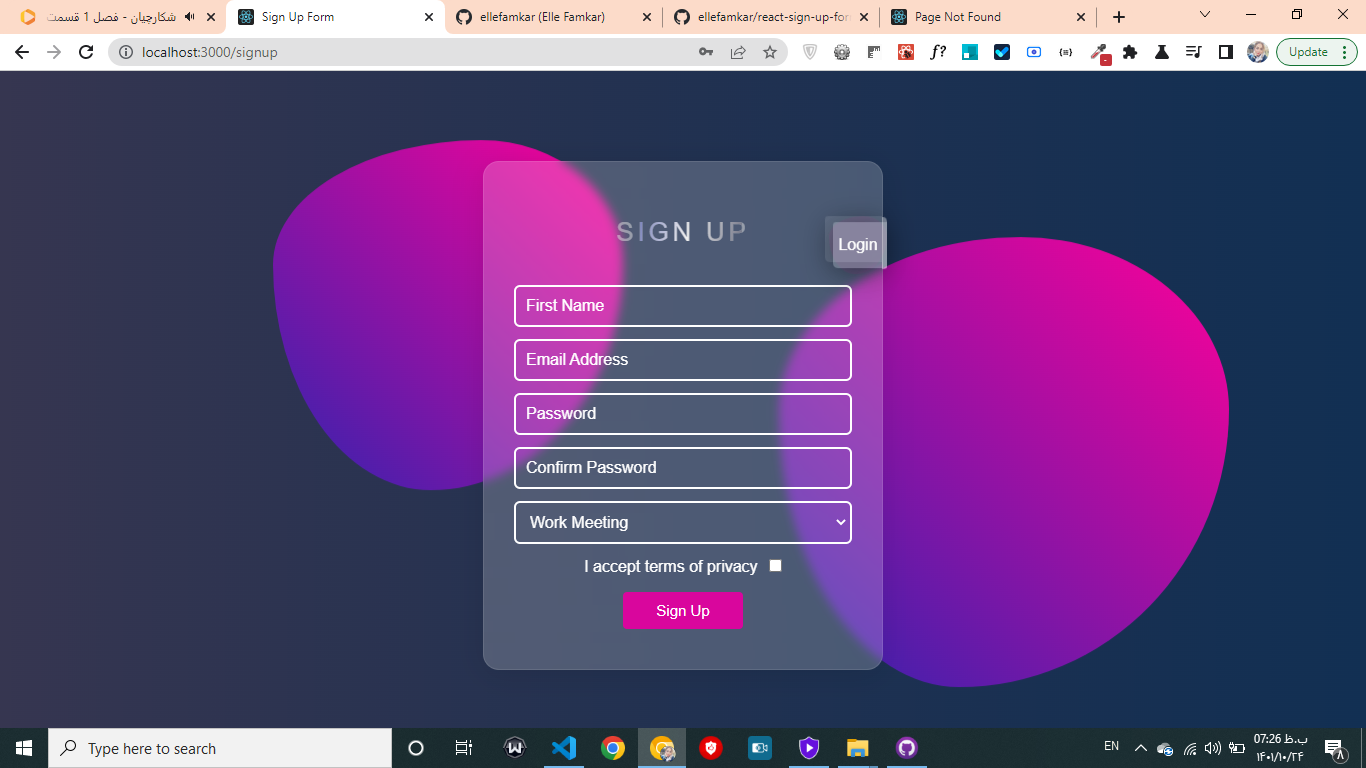 شکارچیان - فصل 1 قسمت
Sign Up Form
ellefamkar (Elle Famkar)
ellefamkar/react-sign-up-for
Page Not Found
localhost:3000/signup
Update
SIGN UP
Login
First Name
Email Address
Password
Confirm Password
Work Meeting
I accept terms of privacy
Sign Up
Type here to search
EN
07:26 ب.ظ
۱۴۰۱/۱۰/۲۴